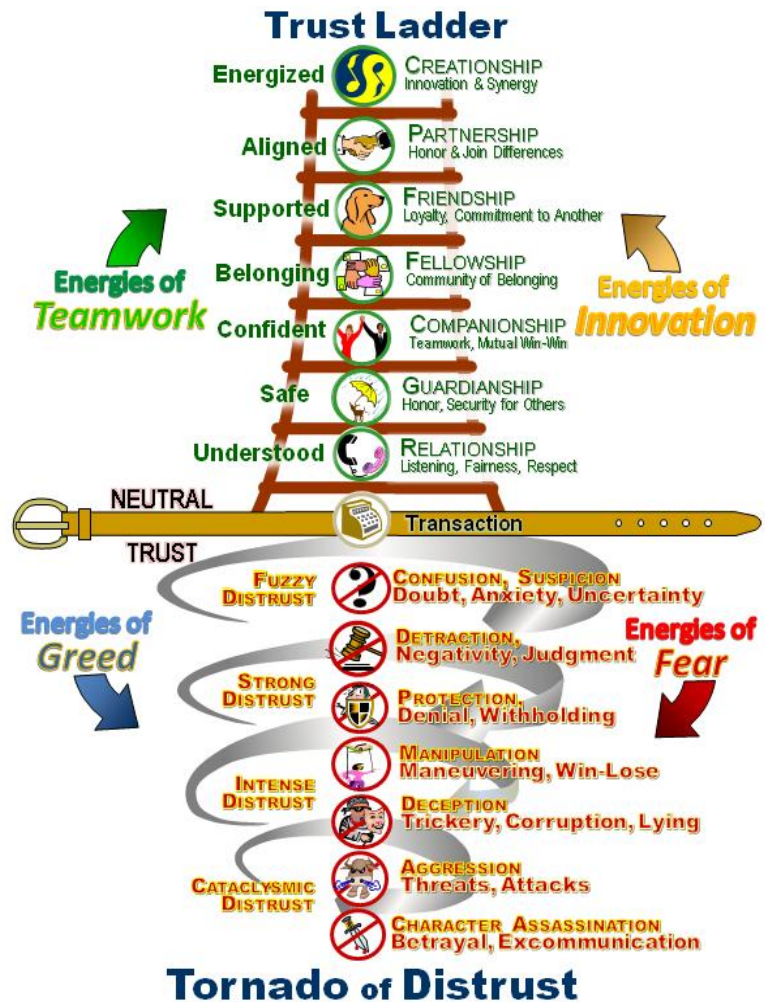 Trust Ladder
Energized
CREATIONSHIP
Innovation & Synergy
Aligned
PARTNERSHIP
Honor & Join Differences
Supported
FRIENDSHIP
Loyalty, Commitment to Another
Energies of
Teamwork
Belonging
FELLOWSHIP
Community of Belonging
Energies of
Innovation
Confident
COMPANIONSHIP
Teamwork, Mutual Win-Win
Safe
GUARDIANSHIP
Honor, Security for Others
Understood
RELATIONSHIP
Listening, Fairness, Respect
NEUTRAL
TRUST
Transaction
FUZZY
DISTRUST
CONFUSION, SUSPICION
Doubt, Anxiety, Uncertainty
Energies of
Greed
DETRACTION,
Negativity, Judgment
Energies of
Fear
STRONG
DISTRUST
PROTECTION,
Denial, Withholding
MANIPULATION
Maneuvering, Win-Lose
INTENSE
DISTRUST
DECEPTION
Trickery, Corruption, Lying
AGGRESSION
Threats, Attacks
CATACLYSMIC
DISTRUST
CHARACTER ASSASSINATION
Betrayal, Excommunication
Tornado of Distrust